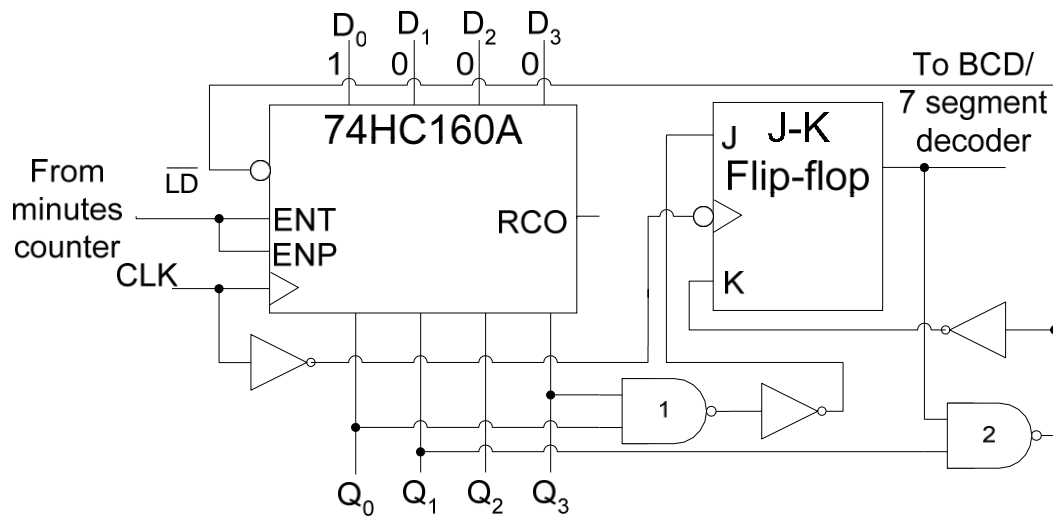 D0 D1 D2 D3
1 0 0 0
To BCD/
7 segment
decoder
74HC160A
J-K
Flip-flop
J
K
LD
From
minutes
counter
ENT
ENP
RCO
CLK
1
2
Q0 Q1 Q2 Q3